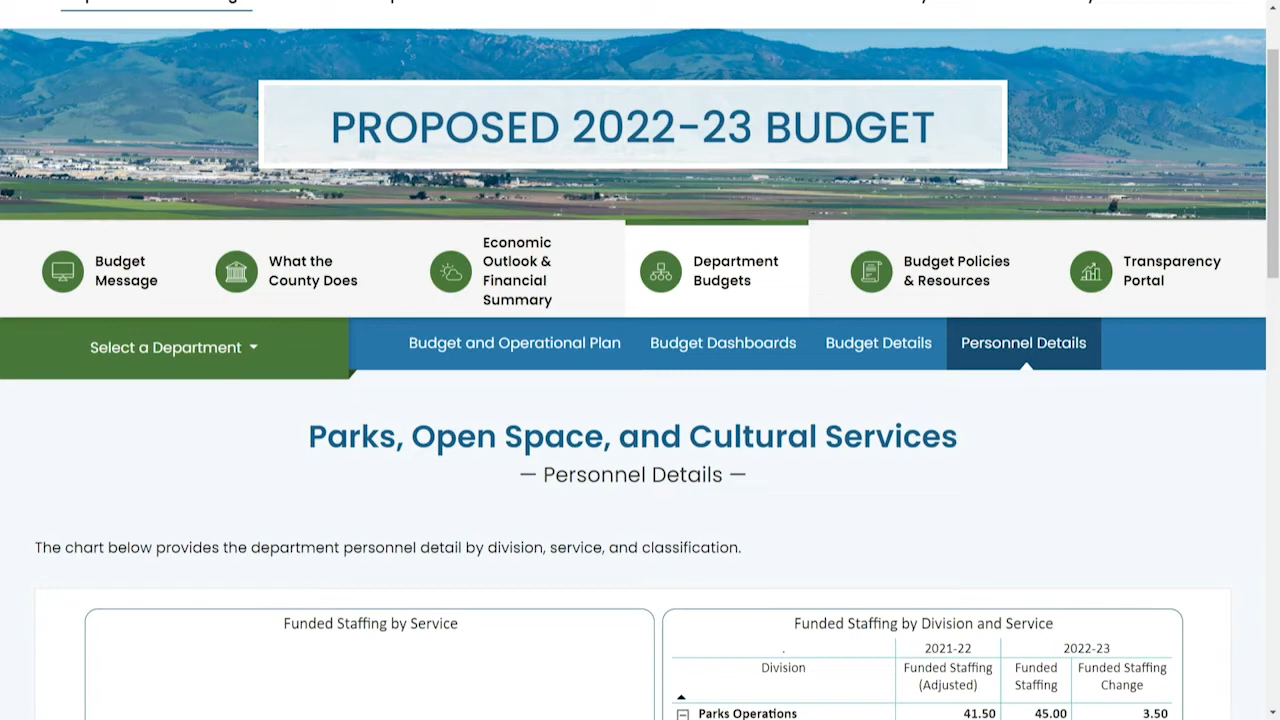 PROPOSED 2022-23 BUDGET
Budget
Message
What the
County Does
Economic
Outlook &
Financial
Summary
Department
Budgets
Budget Policies
& Resources
Transparency
Portal
Select a Department
Budget and Operational Plan
Budget Dashboards
Budget Details
Personnel Details
Parks, Open Space, and Cultural Services
— Personnel Details —
The chart below provides the department personnel detail by division, service, and classification.
Funded Staffing by Service
Funded Staffing by Division and Service
. 2021-22 2022-23
Division Funded Staffing Funded Funded Staffing
(Adjusted) Staffing Change
Parks Operations 41.50 45.00 3.50